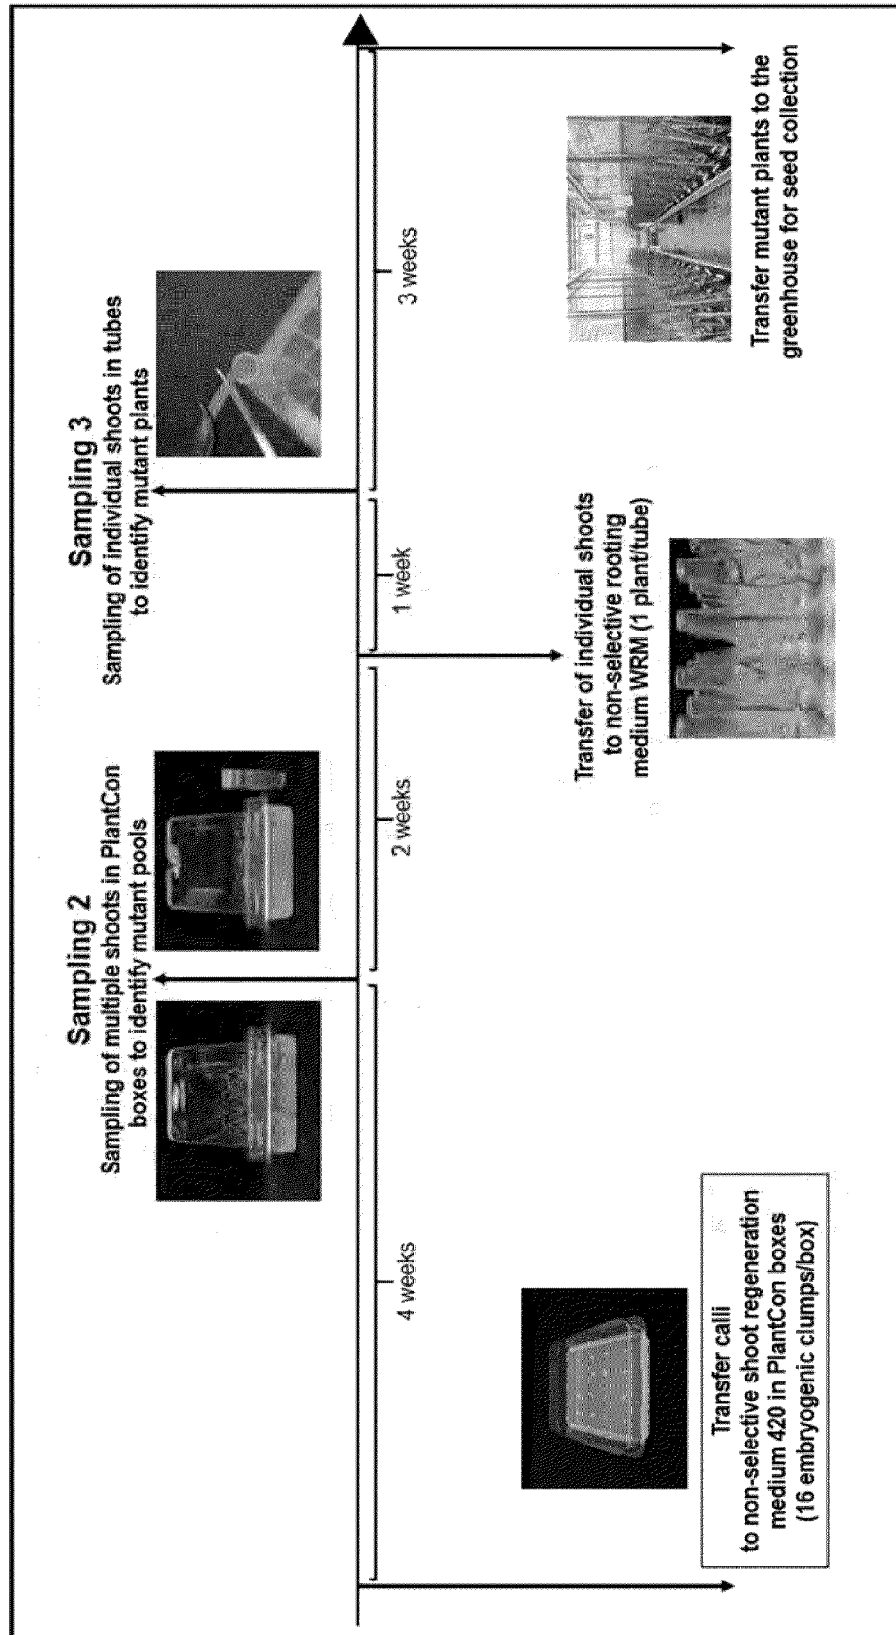 Sampling 2
Sampling of multiple shoots in PlantCon
boxes to identify mutant pools
Sampling 3
Sampling of individual shoots in tubes
to identify mutant plants
4 weeks
2 weeks
1 week
3 weeks
Transfer calli
to non-selective shoot regeneration
medium 420 in PlantCon boxes
(16 embryogenic clumps/box)
Transfer of individual shoots
to non-selective rooting
medium WRM (1 plant/tube)
Transfer mutant plants to the
greenhouse for seed collection